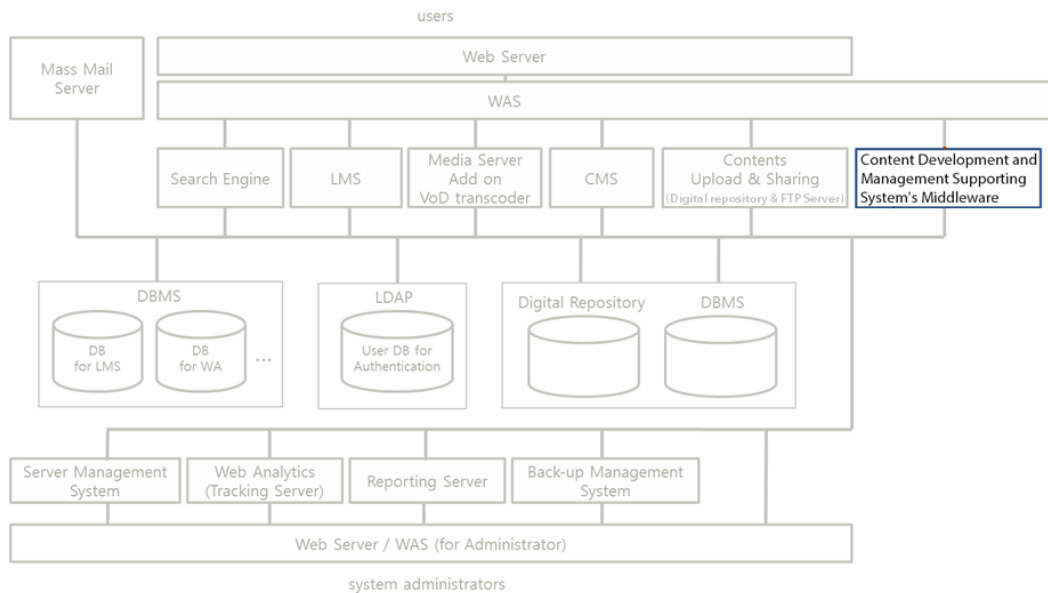 users
Mass Mail
Server
Web Server
WAS
Search Engine
LMS
Media Server
Add on
VoD transcoder
CMS
Contents
Upload & Sharing
(Digital repository & FTP Server)
Content Development and
Management Supporting
System's Middleware
DBMS
DB
for LMS
DB
for WA
...
LDAP
User DB for
Authentication
Digital Repository
DBMS
Server Management
System
Web Analytics
(Tracking Server)
Reporting Server
Back-up Management
System
Web Server / WAS (for Administrator)
system administrators